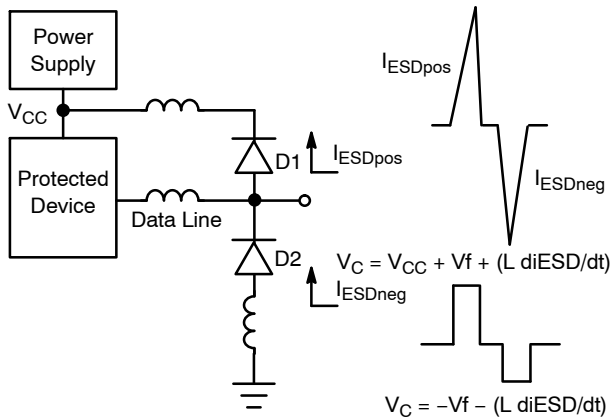 Power
Supply
V_CC
Protected
Device
Data Line
D1
I_ESDpos
D2
I_ESDneg
I_ESDpos
I_ESDneg
V_C = V_CC + Vf + (L diESD/dt)
V_C = −Vf − (L diESD/dt)